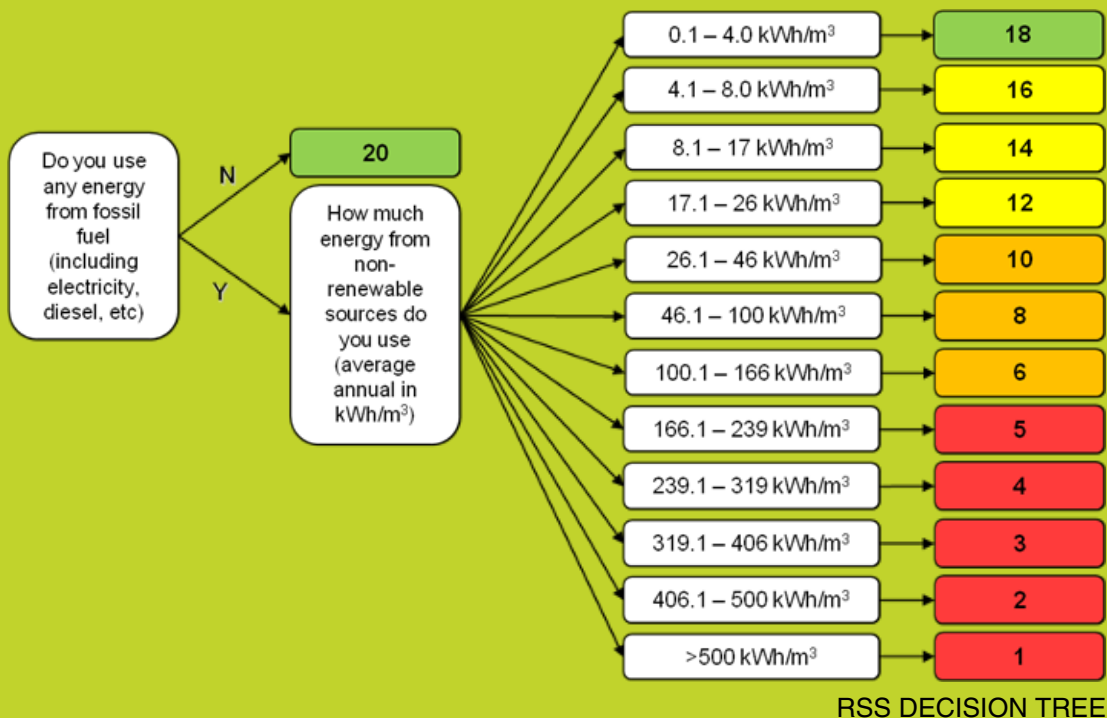 Do you use
any energy
from fossil
fuel
(including
electricity,
diesel, etc)
N
Y
20
How much
energy from
non-
renewable
sources do
you use
(average
annual in
kWh/m³)
0.1 – 4.0 kWh/m³
18
4.1 – 8.0 kWh/m³
16
8.1 – 17 kWh/m³
14
17.1 – 26 kWh/m³
12
26.1 – 46 kWh/m³
10
46.1 – 100 kWh/m³
8
100.1 – 166 kWh/m³
6
166.1 – 239 kWh/m³
5
239.1 – 319 kWh/m³
4
319.1 – 406 kWh/m³
3
406.1 – 500 kWh/m³
2
>500 kWh/m³
1
RSS DECISION TREE